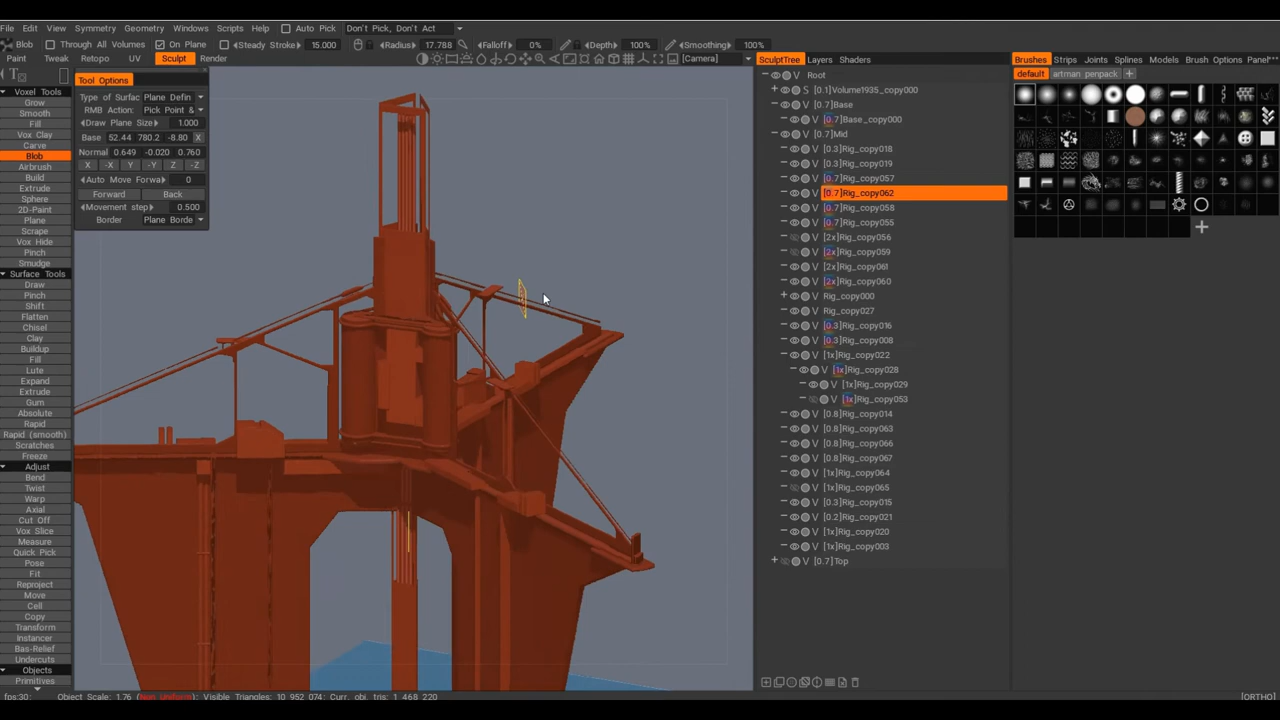 File Edit View Symmetry Geometry Windows Scripts Help Auto Pick Don't Pick, Don't Act
Blob Through All Volumes On Plane Steady Stroke 15.000 Radius 17.788 Falloff 0% Depth 100% Smoothing 100%
Paint Tweak Retopo UV Sculpt Render [Camera]
Tool Options
Type of Surfac Plane Defin
RMB Action: Pick Point &
Draw Plane Size 1.000
Base 52.44 780.2 -8.80 X
Normal 0.649 -0.020 0.760
X -X Y -Y Z -Z
Auto Move Forwa 0
Forward Back
Movement step 0.500
Border Plane Borde
Voxel Tools
Grow
Smooth
Fill
Vox Clay
Carve
Blob
Airbrush
Build
Extrude
Sphere
2D-Paint
Plane
Scrape
Vox Hide
Pinch
Smudge
Surface Tools
Draw
Pinch
Shift
Flatten
Chisel
Clay
Buildup
Fill
Lute
Expand
Extrude
Gum
Absolute
Rapid
Rapid (smooth)
Scratches
Freeze
Adjust
Bend
Twist
Warp
Axial
Cut Off
Vox Slice
Measure
Quick Pick
Pose
Fit
Reproject
Move
Cell
Copy
Transform
Instancer
Bas-Relief
Undercuts
Objects
Primitives
SculptTree Layers Shaders
V Root
S [0.1]Volume1935_copy000
V [0.?]Base
V [0.7]Base_copy000
V [0.7]Mid
V [0.3]Rig_copy018
V [0.3]Rig_copy019
V [0.7]Rig_copy057
V [0.7]Rig_copy062
V [0.7]Rig_copy058
V [0.7]Rig_copy055
V [2x]Rig_copy056
V [2x]Rig_copy059
V [2x]Rig_copy061
V [2x]Rig_copy060
V Rig_copy000
V Rig_copy027
V [0.3]Rig_copy016
V [0.3]Rig_copy008
V [1x]Rig_copy022
V [1x]Rig_copy028
V [1x]Rig_copy029
V [1x]Rig_copy053
V [0.8]Rig_copy014
V [0.8]Rig_copy063
V [0.8]Rig_copy066
V [0.8]Rig_copy067
V [1x]Rig_copy064
V [1x]Rig_copy065
V [0.3]Rig_copy015
V [0.2]Rig_copy021
V [1x]Rig_copy020
V [1x]Rig_copy003
V [0.7]Top
Brushes Strips Joints Splines Models Brush Options Panel
default artman penpack
fps:30; Object Scale: 1.76 (Non Uniform); Visible Triangles: 10 952 074; Curr. obj. tris: 1 468 220 [ORTHO]